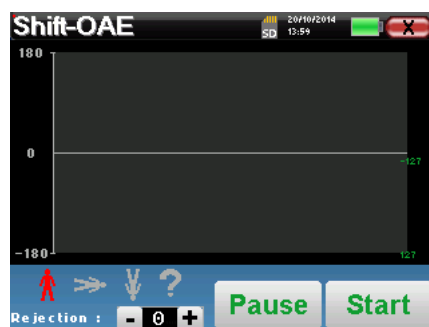 Shift-OAE
SD
20/10/2014
13:59
X
180
0
-127
-180
127
?
Rejection :
- 0 +
Pause
Start